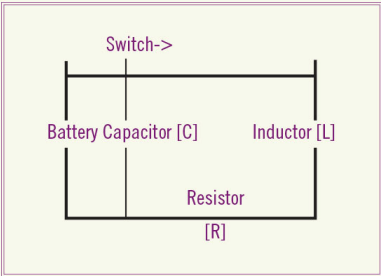 Switch->
Battery Capacitor [C] Inductor [L]
Resistor
[R]